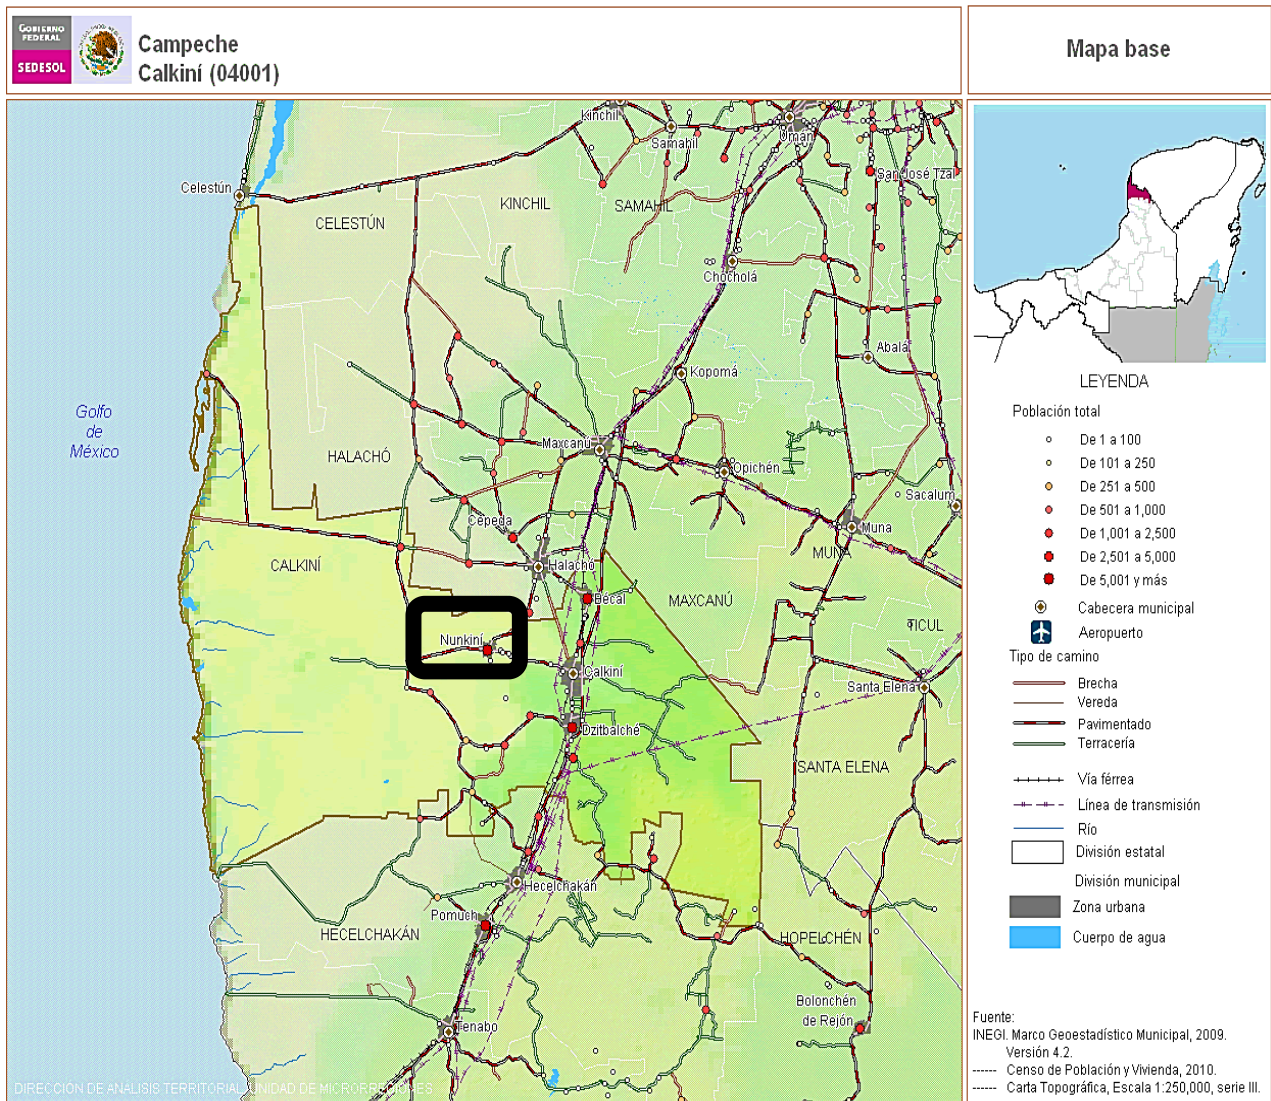 GOBIERNO
FEDERAL
SEDESOL
Campeche
Calkiní (04001)
Mapa base
Kinchil
Samahil
Uman
San José Tzal
Celestún
CELESTÚN
KINCHIL
SAMAHIL
Chocholá
Abalá
Kopomá
Golfo
de
México
HALACHÓ
Maxcanú
Opichén
Sacalum
Cepeda
Muna
MUNA
CALKINÍ
Halachó
Bécal
MAXCANÚ
TICUL
Nunkiní
Calkiní
Santa Elena
Dzitbalché
SANTA ELENA
Hecelchakán
Pomuch
HECELCHAKÁN
HOPELCHÉN
Bolonchén
de Rejón
Tenabo
DIRECCIÓN DE ANÁLISIS TERRITORIAL, UNIDAD DE MICRORREGIONES
LEYENDA
Población total
De 1 a 100
De 101 a 250
De 251 a 500
De 501 a 1,000
De 1,001 a 2,500
De 2,501 a 5,000
De 5,001 y más
Cabecera municipal
Aeropuerto
Tipo de camino
Brecha
Vereda
Pavimentado
Terracería
Vía férrea
Línea de transmisión
Río
División estatal
División municipal
Zona urbana
Cuerpo de agua
Fuente:
INEGI. Marco Geoestadístico Municipal, 2009.
Versión 4.2.
----- Censo de Población y Vivienda, 2010.
----- Carta Topográfica, Escala 1:250,000, serie III.